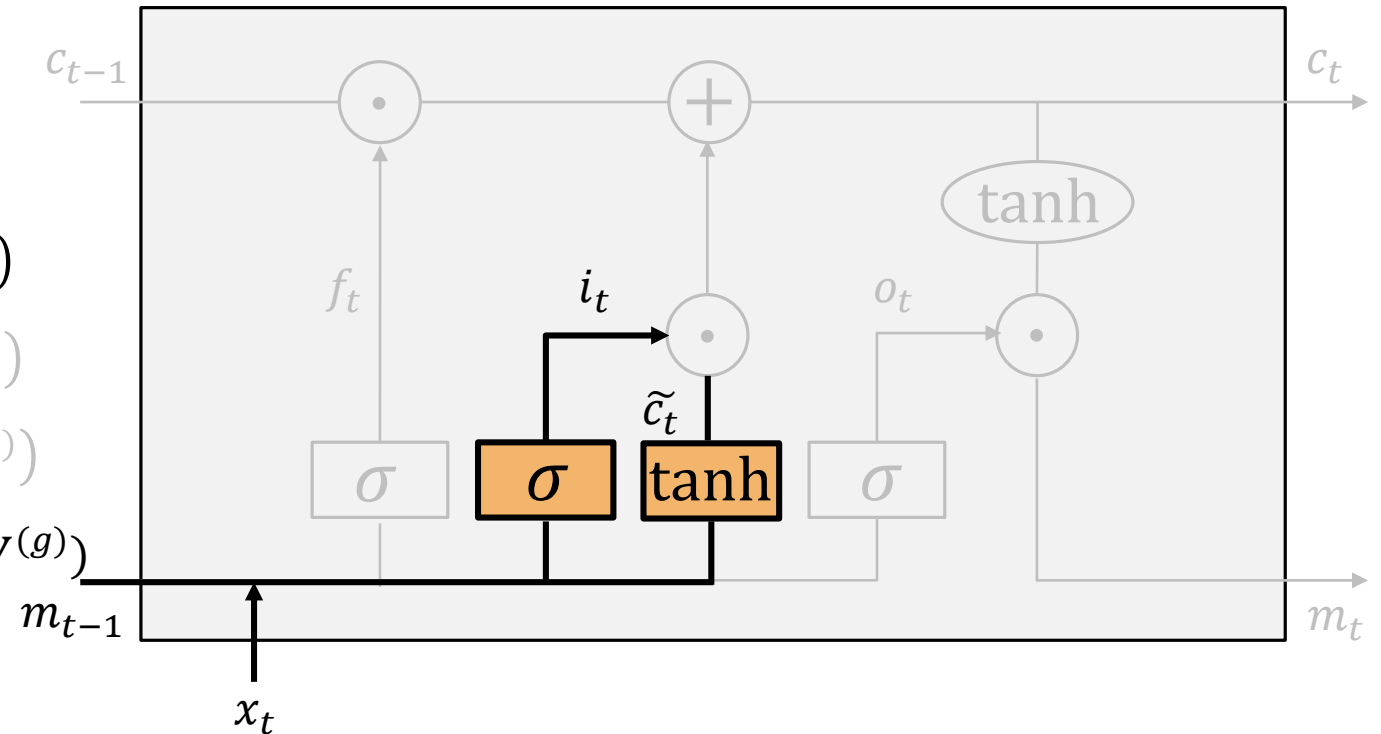 c_{t−1} c_t
tanh
)
f_t i_t o_t
)
c̃_t
)) σ σ tanh σ
(g))
m_{t−1} m_t
x_t